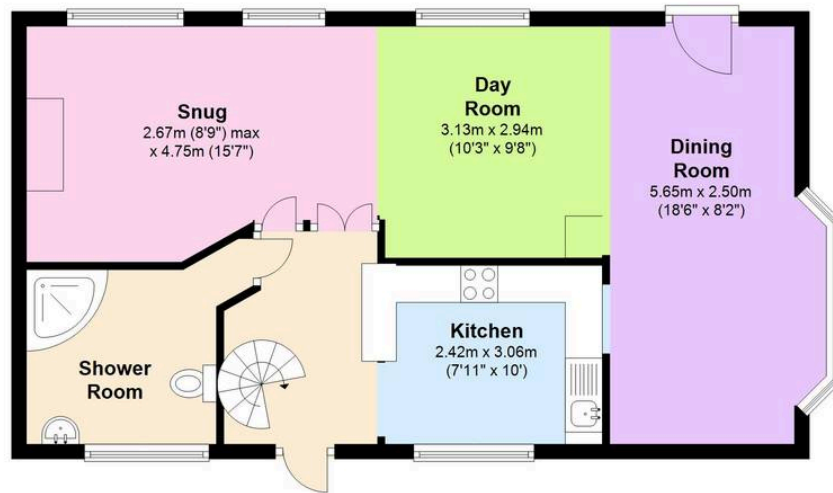 Snug
2.67m (8'9") max
x 4.75m (15'7")
Day
Room
3.13m x 2.94m
(10'3" x 9'8")
Dining
Room
5.65m x 2.50m
(18'6" x 8'2")
Kitchen
2.42m x 3.06m
(7'11" x 10')
Shower
Room